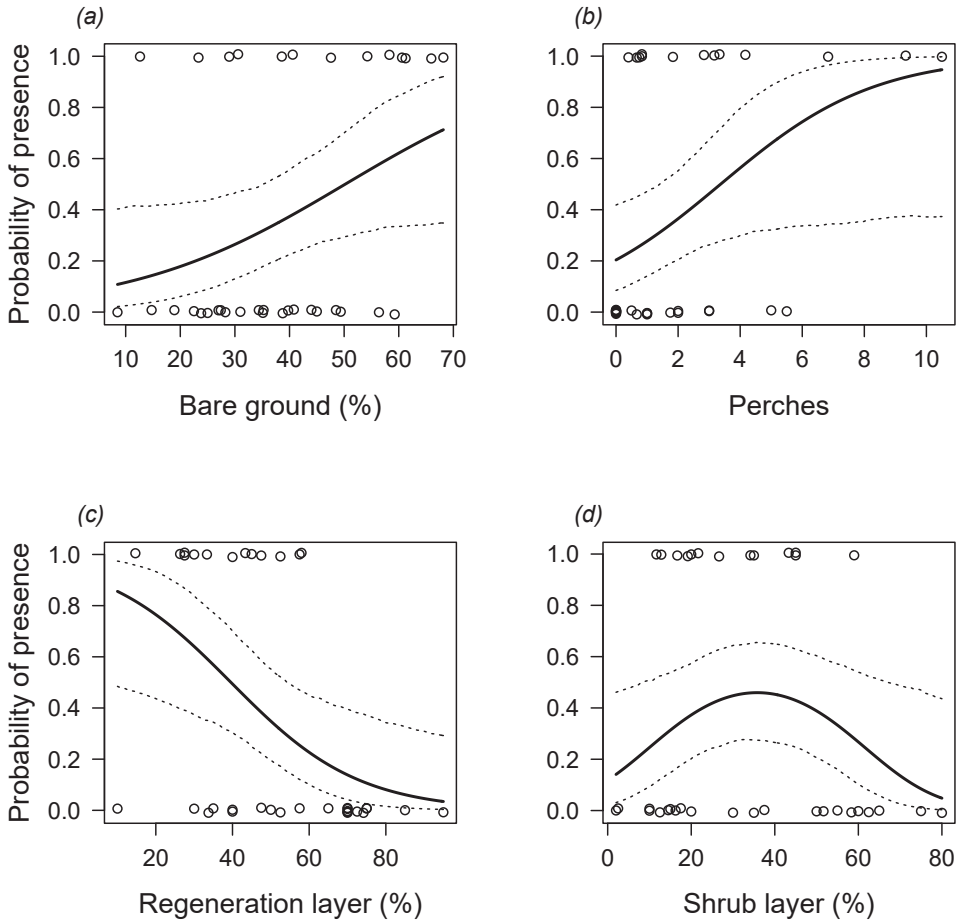 (a)
Probability of presence
1.0
0.8
0.6
0.4
0.2
0.0
10 20 30 40 50 60 70
Bare ground (%)
(b)
1.0
0.8
0.6
0.4
0.2
0.0
0 2 4 6 8 10
Perches
(c)
Probability of presence
1.0
0.8
0.6
0.4
0.2
0.0
20 40 60 80
Regeneration layer (%)
(d)
1.0
0.8
0.6
0.4
0.2
0.0
0 20 40 60 80
Shrub layer (%)